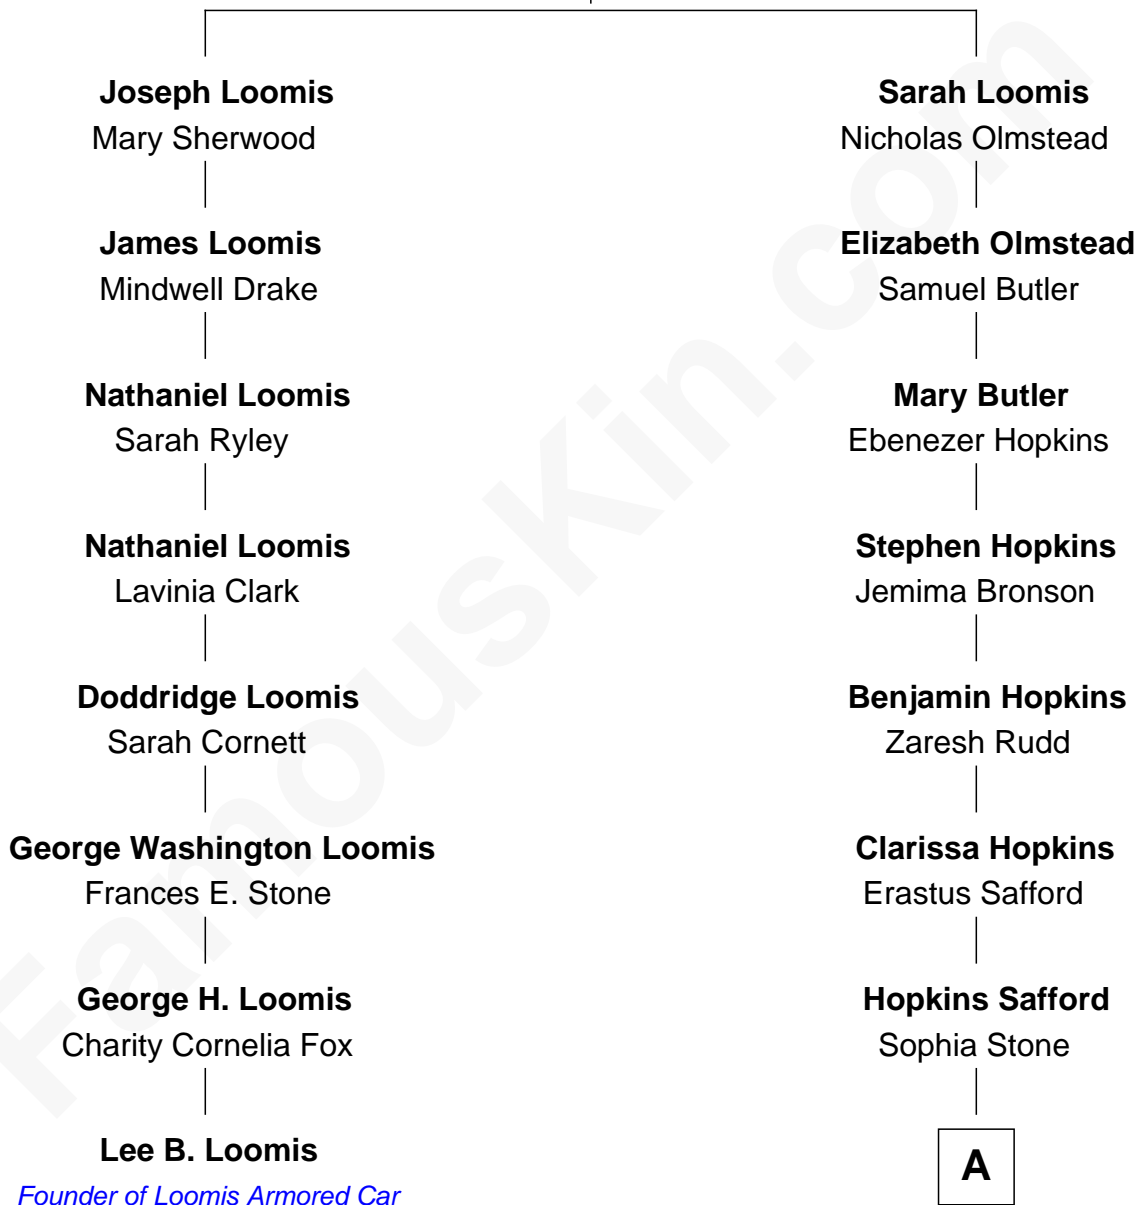 Joseph Loomis
Mary Sherwood
James Loomis
Mindwell Drake
Nathaniel Loomis
Sarah Ryley
Nathaniel Loomis
Lavinia Clark
Doddridge Loomis
Sarah Cornett
George Washington Loomis
Frances E. Stone
George H. Loomis
Charity Cornelia Fox
Lee B. Loomis
Founder of Loomis Armored Car
Sarah Loomis
Nicholas Olmstead
Elizabeth Olmstead
Samuel Butler
Mary Butler
Ebenezer Hopkins
Stephen Hopkins
Jemima Bronson
Benjamin Hopkins
Zaresh Rudd
Clarissa Hopkins
Erastus Safford
Hopkins Safford
Sophia Stone
A
FamousKin.com